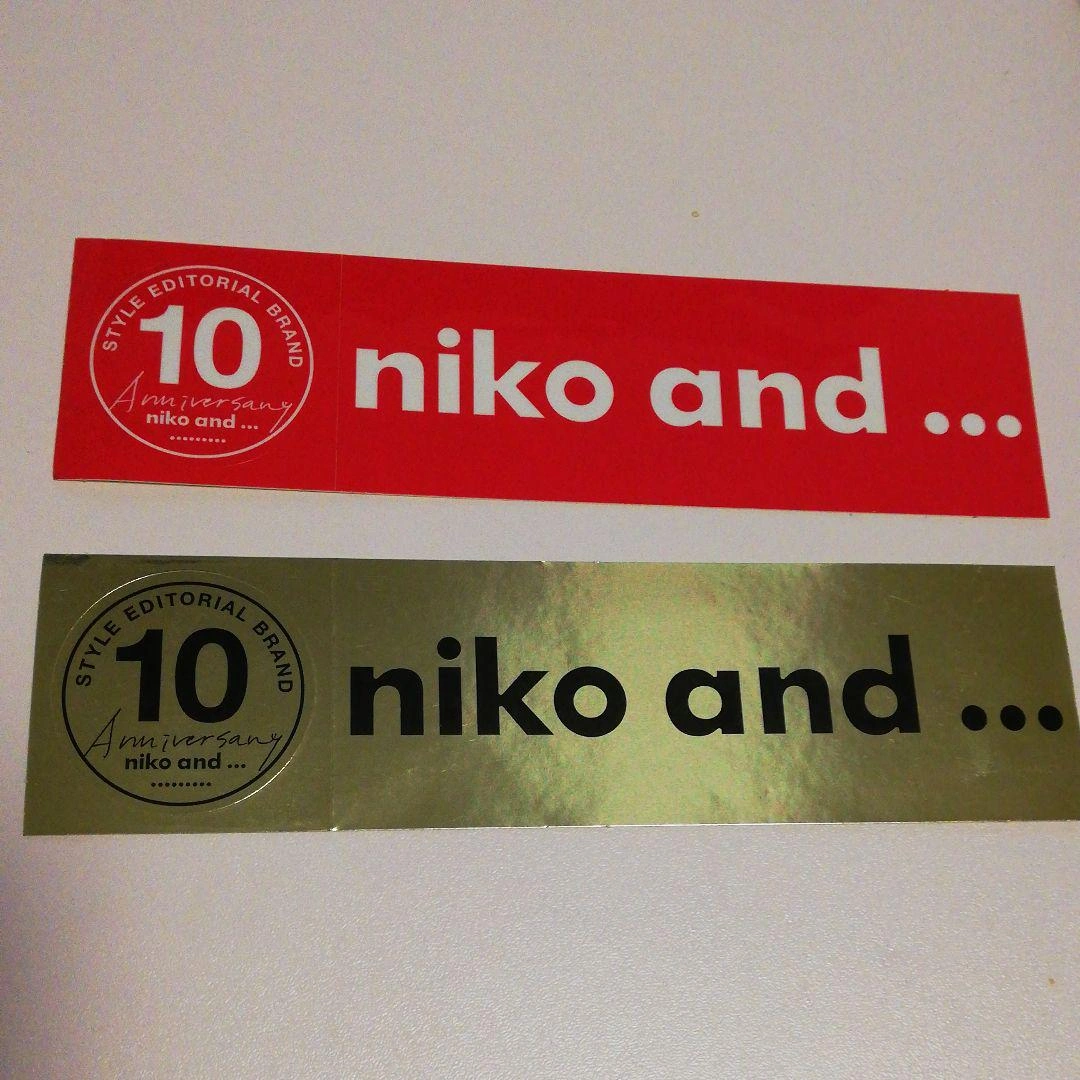 STYLE EDITORIAL BRAND
10
Anniversary
niko and ...
niko and ...
STYLE EDITORIAL BRAND
10
Anniversary
niko and ...
niko and ...